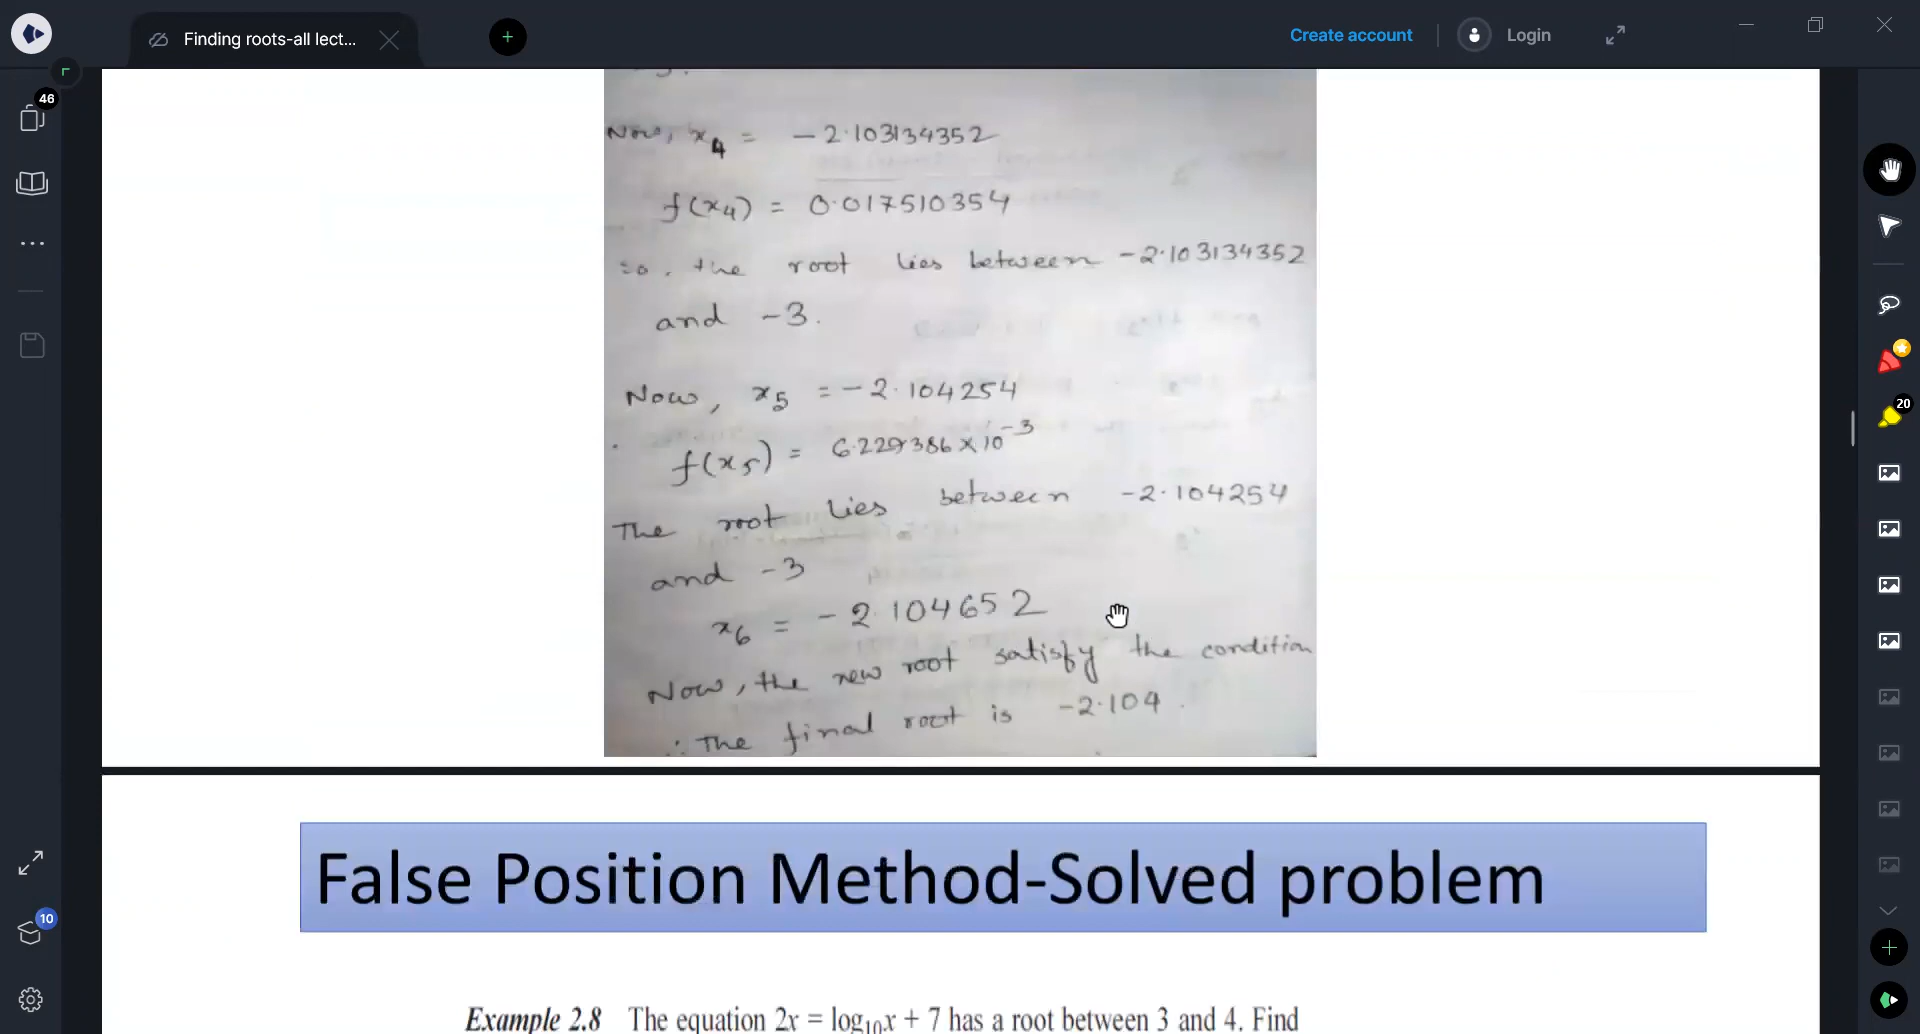 Finding roots-all lect...
Create account
Login
46
Now, x4 = -2.103134352
f(x4) = 0.017510354
so, the root lies between -2.103134352
and -3.
Now, x5 = -2.104254
f(x5) = 6.229386×10⁻³
The root lies between -2.104254
and -3
x6 = -2.104652
Now, the new root satisfy the condition
∴ The final root is -2.104.
20
10
False Position Method-Solved problem
Example 2.8 The equation 2x = log₁₀x + 7 has a root between 3 and 4. Find